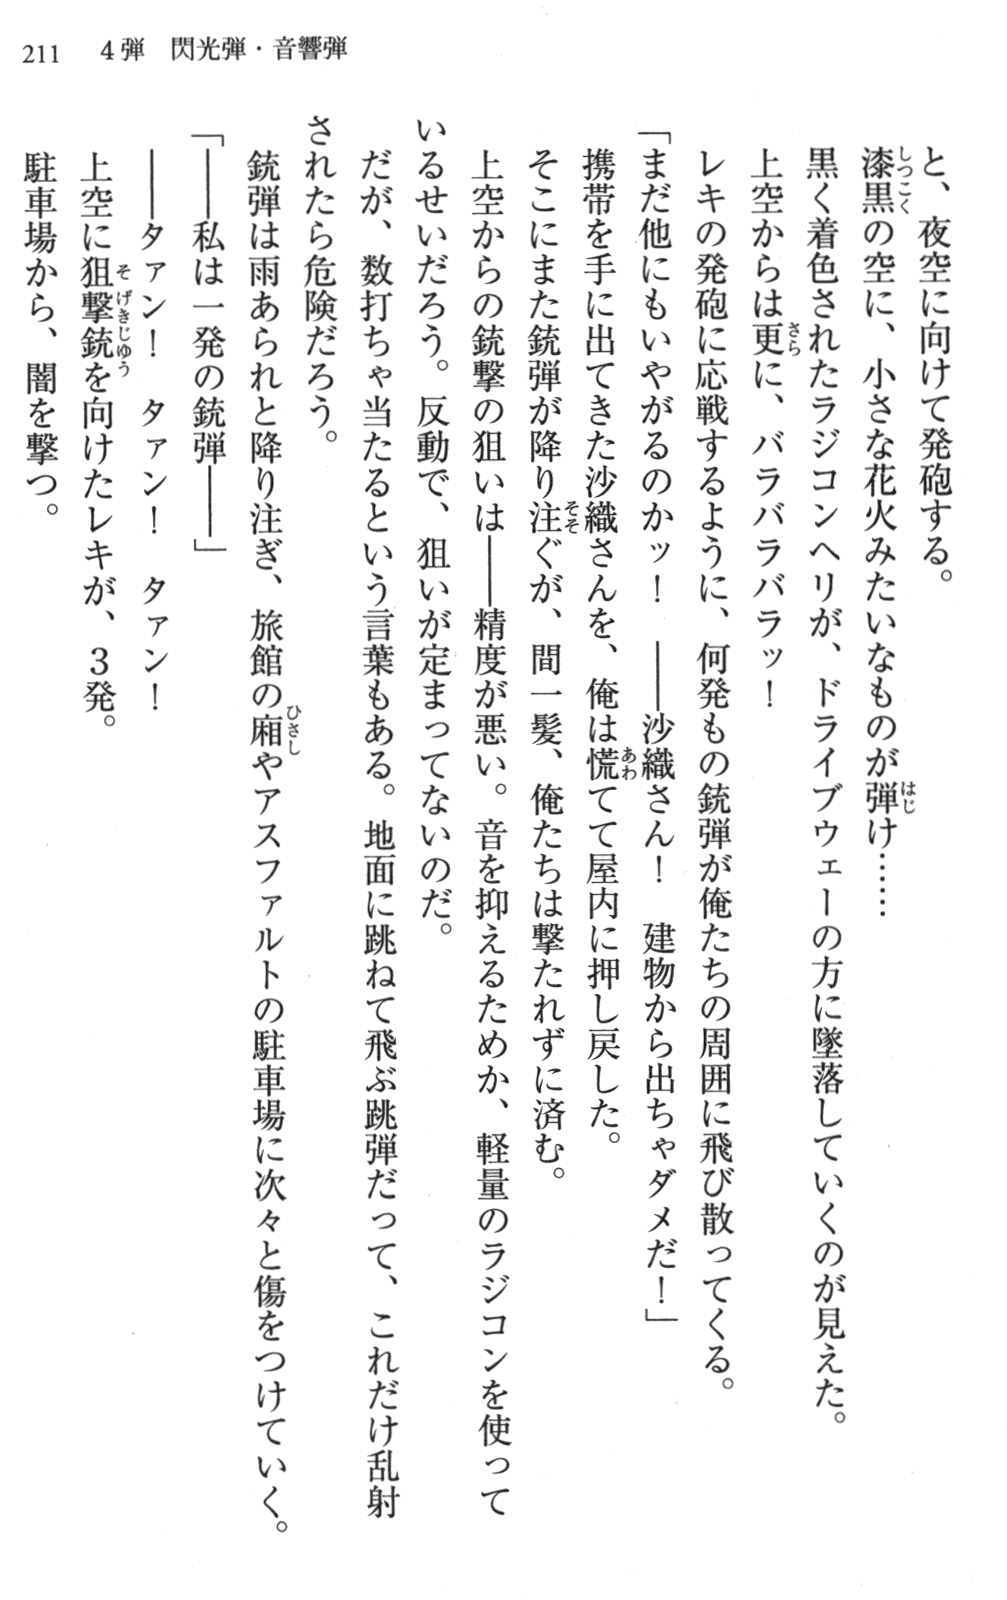 211　４弾　閃光弾・音響弾
と、夜空に向けて発砲する。
漆黒の空に、小さな花火みたいなものが弾け……
黒く着色されたラジコンヘリが、ドライブウェーの方に墜落していくのが見えた。
上空からは更に、バラバラバラッ！
レキの発砲に応戦するように、何発もの銃弾が俺たちの周囲に飛び散ってくる。
「まだ他にもいやがるのかッ！　――沙織さん！　建物から出ちゃダメだ！」
携帯を手に出てきた沙織さんを、俺は慌てて屋内に押し戻した。
そこにまた銃弾が降り注ぐが、間一髪、俺たちは撃たれずに済む。
上空からの銃撃の狙いは――精度が悪い。音を抑えるためか、軽量のラジコンを使って
いるせいだろう。反動で、狙いが定まってないのだ。
だが、数打ちゃ当たるという言葉もある。地面に跳ねて飛ぶ跳弾だって、これだけ乱射
されたら危険だろう。
銃弾は雨あられと降り注ぎ、旅館の廂やアスファルトの駐車場に次々と傷をつけていく。
「――私は一発の銃弾――」
――タァン！　タァン！　タァン！
上空に狙撃銃を向けたレキが、３発。
駐車場から、闇を撃つ。